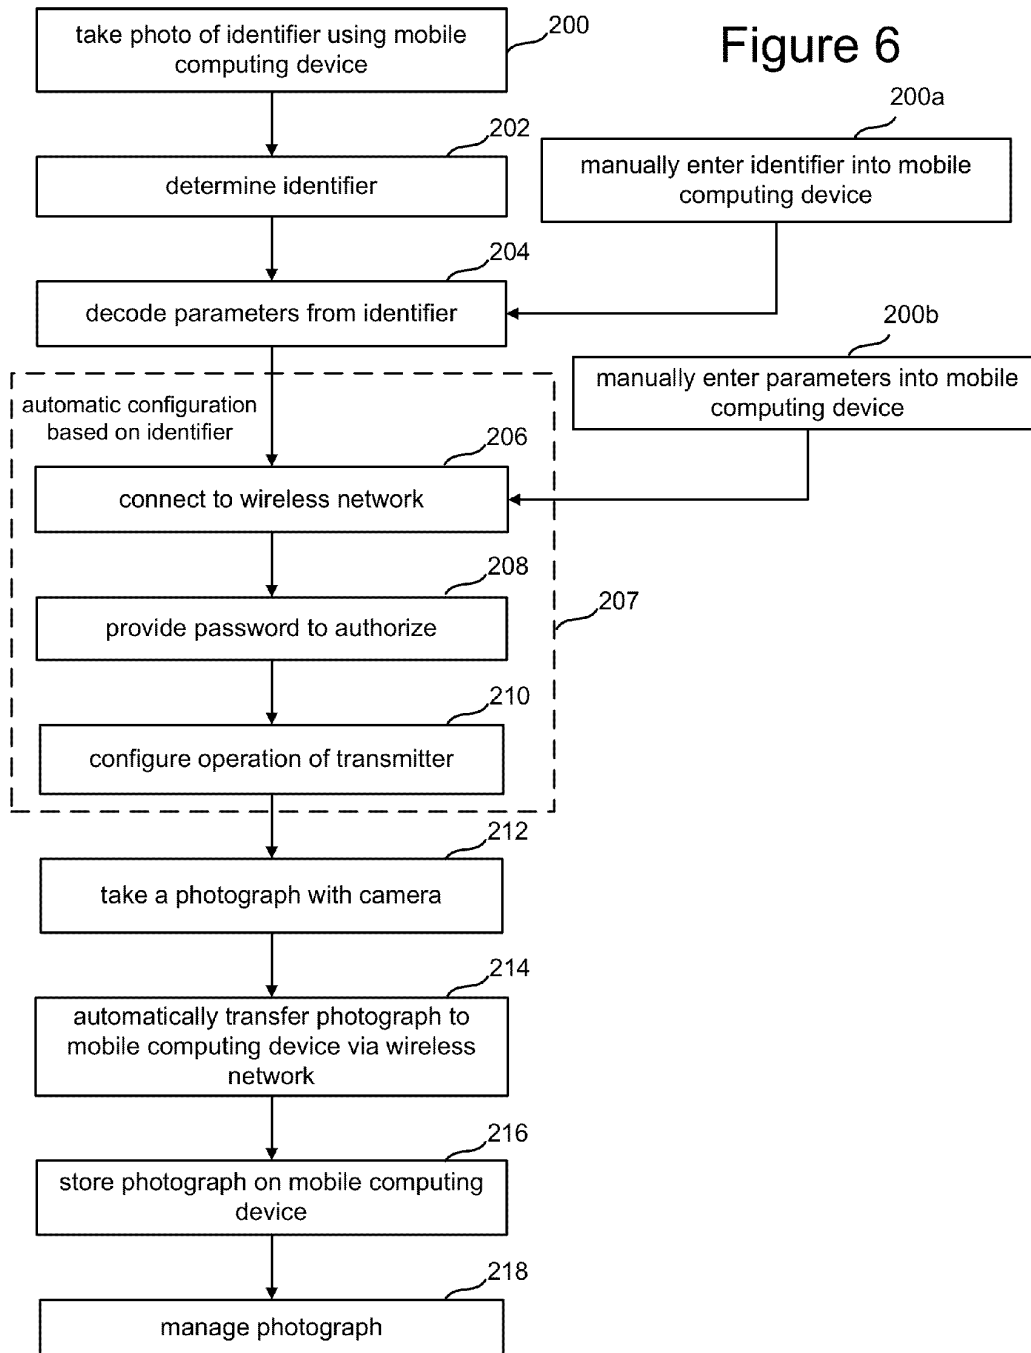 Figure 6
200
take photo of identifier using mobile
computing device
202
determine identifier
200a
manually enter identifier into mobile
computing device
204
decode parameters from identifier
200b
manually enter parameters into mobile
computing device
automatic configuration
based on identifier
206
connect to wireless network
208
provide password to authorize
207
210
configure operation of transmitter
212
take a photograph with camera
214
automatically transfer photograph to
mobile computing device via wireless
network
216
store photograph on mobile computing
device
218
manage photograph